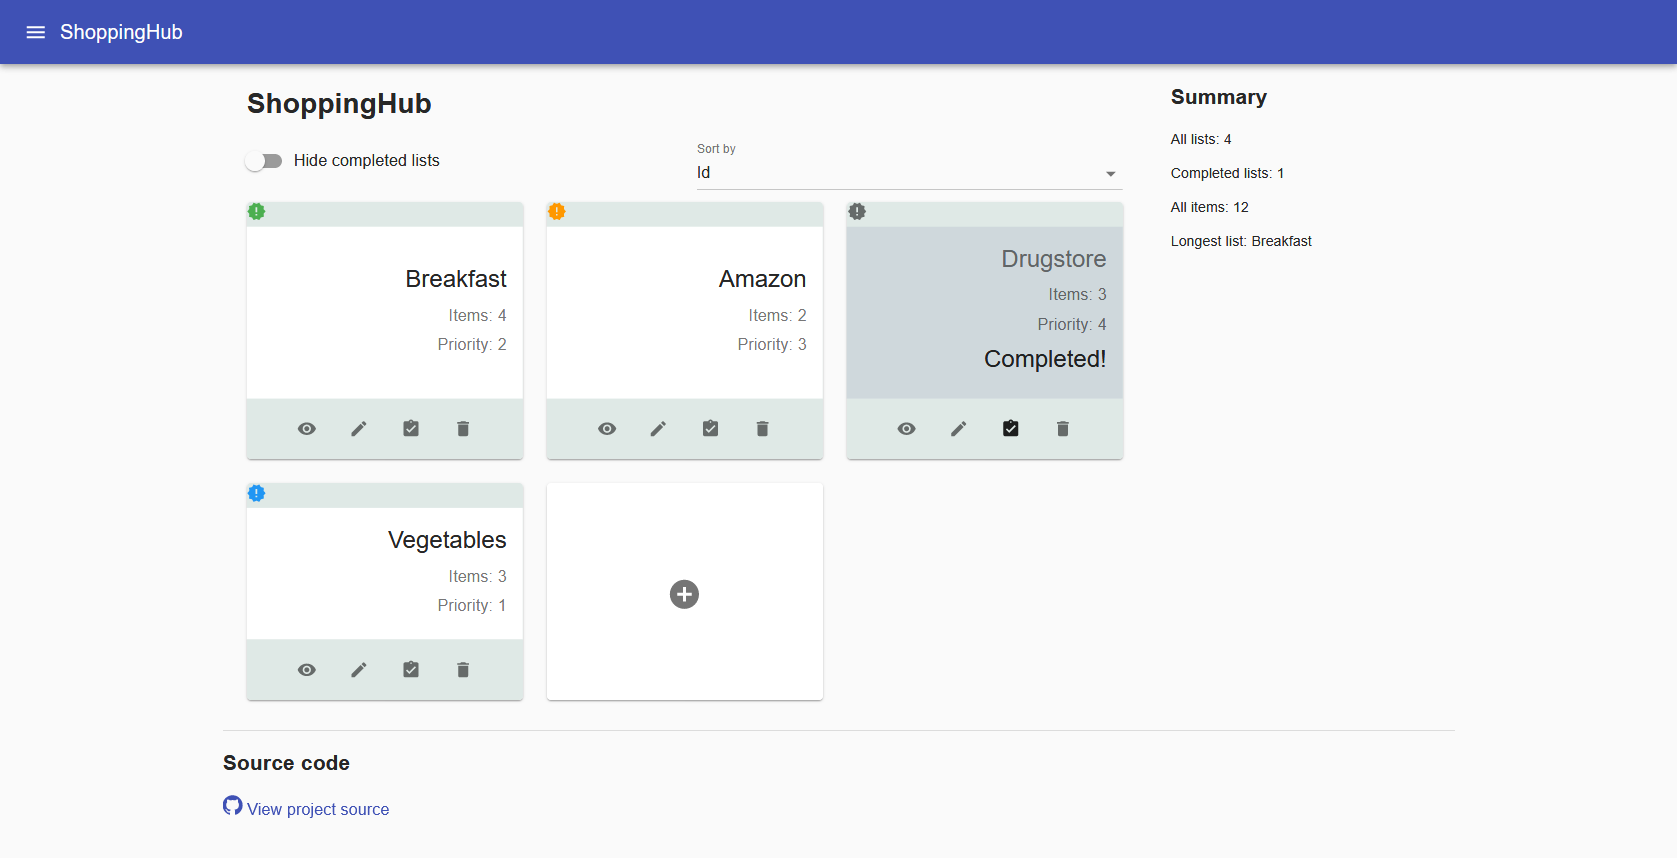 ShoppingHub
ShoppingHub
Hide completed lists
Sort by
Id
Breakfast
Items: 4
Priority: 2
Amazon
Items: 2
Priority: 3
Drugstore
Items: 3
Priority: 4
Completed!
Vegetables
Items: 3
Priority: 1
Summary
All lists: 4
Completed lists: 1
All items: 12
Longest list: Breakfast
Source code
View project source